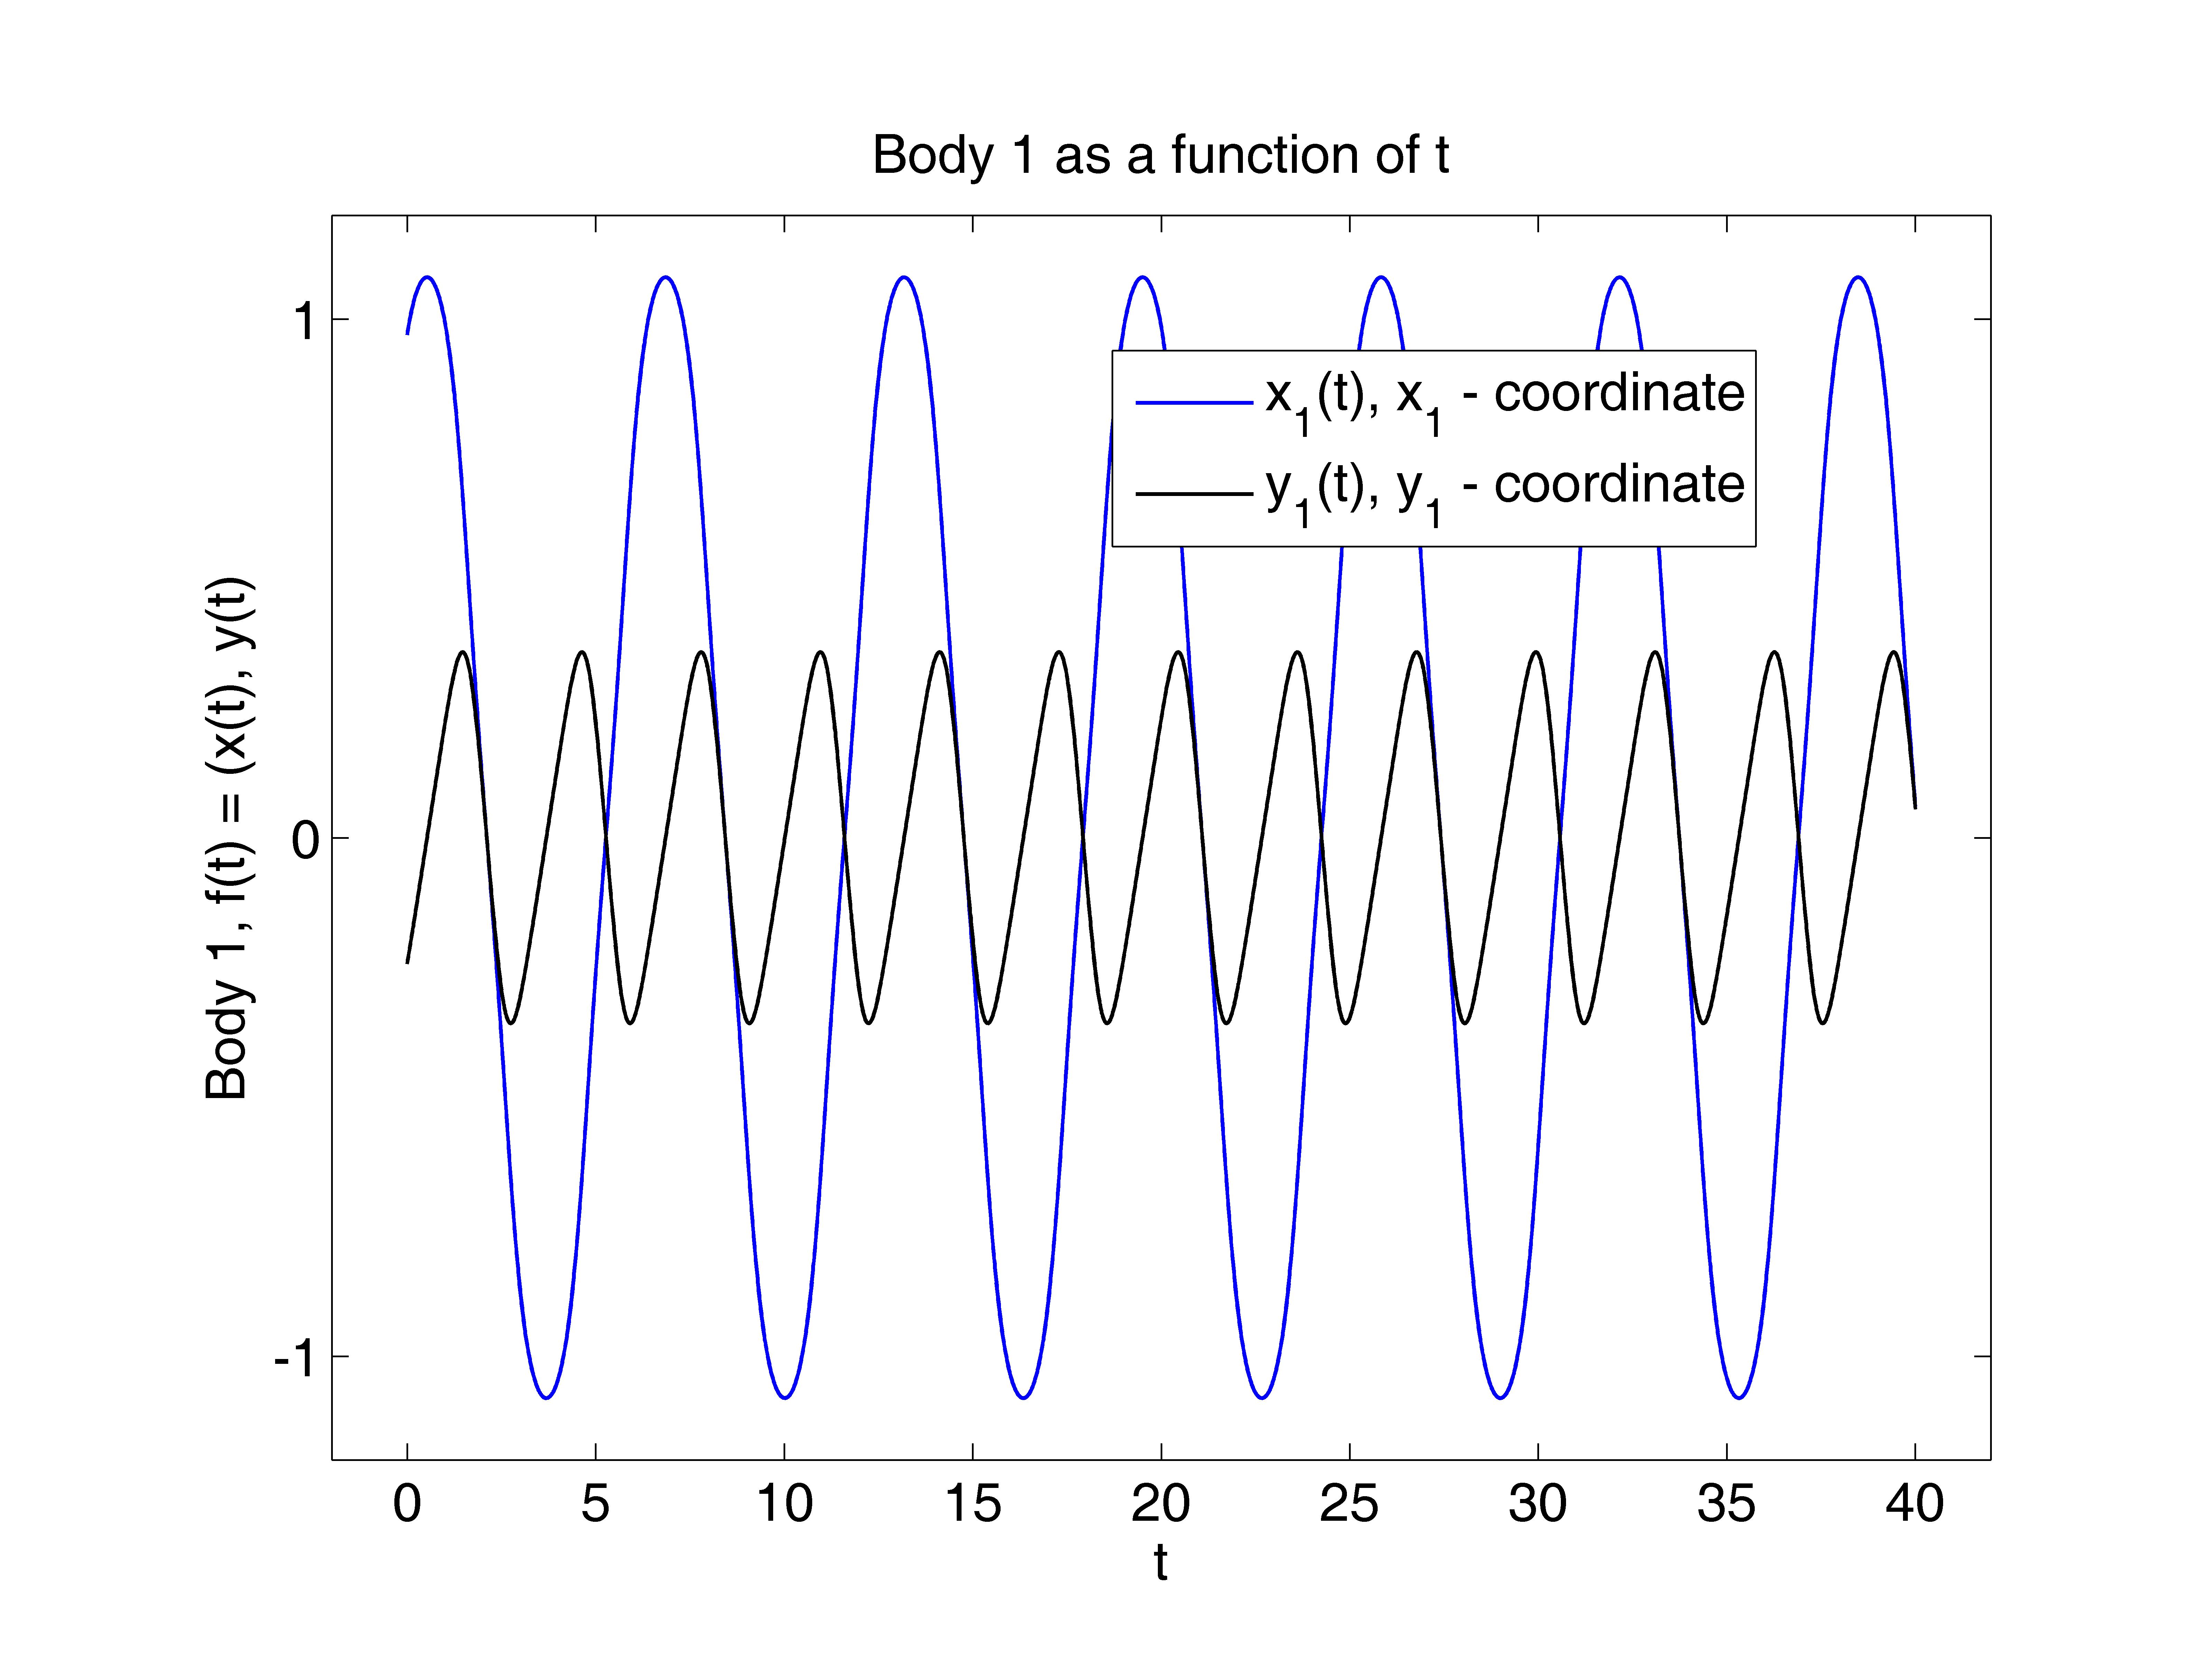 Body 1 as a function of t
Body 1, f(t) = (x(t), y(t)
1
0
-1
x₁(t), x₁ - coordinate
y₁(t), y₁ - coordinate
0 5 10 15 20 25 30 35 40
t